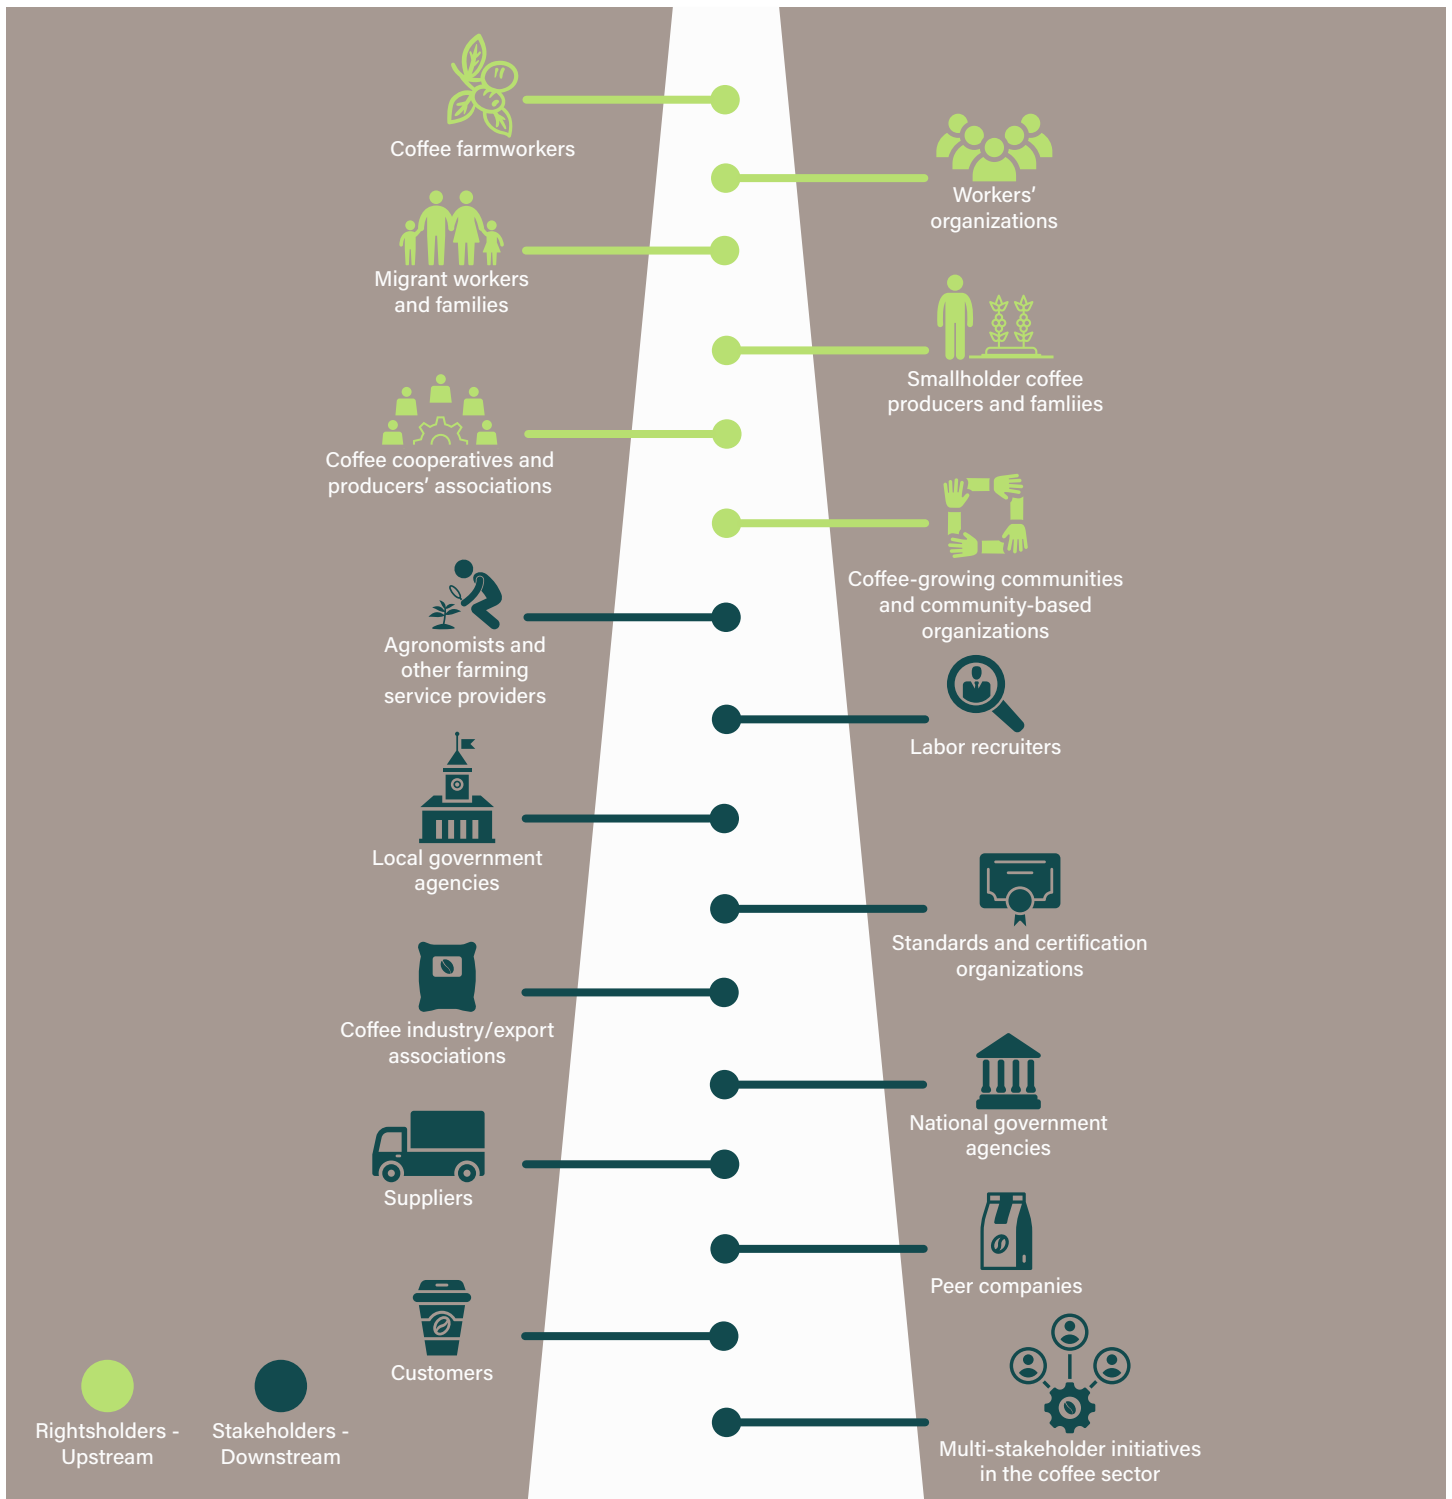 Coffee farmworkers
Workers’
organizations
Migrant workers
and families
Smallholder coffee
producers and famliies
Coffee cooperatives and
producers’ associations
Coffee-growing communities
and community-based
organizations
Agronomists and
other farming
service providers
Labor recruiters
Local government
agencies
Standards and certification
organizations
Coffee industry/export
associations
National government
agencies
Suppliers
Peer companies
Customers
Multi-stakeholder initiatives
in the coffee sector
Rightsholders -
Upstream
Stakeholders -
Downstream